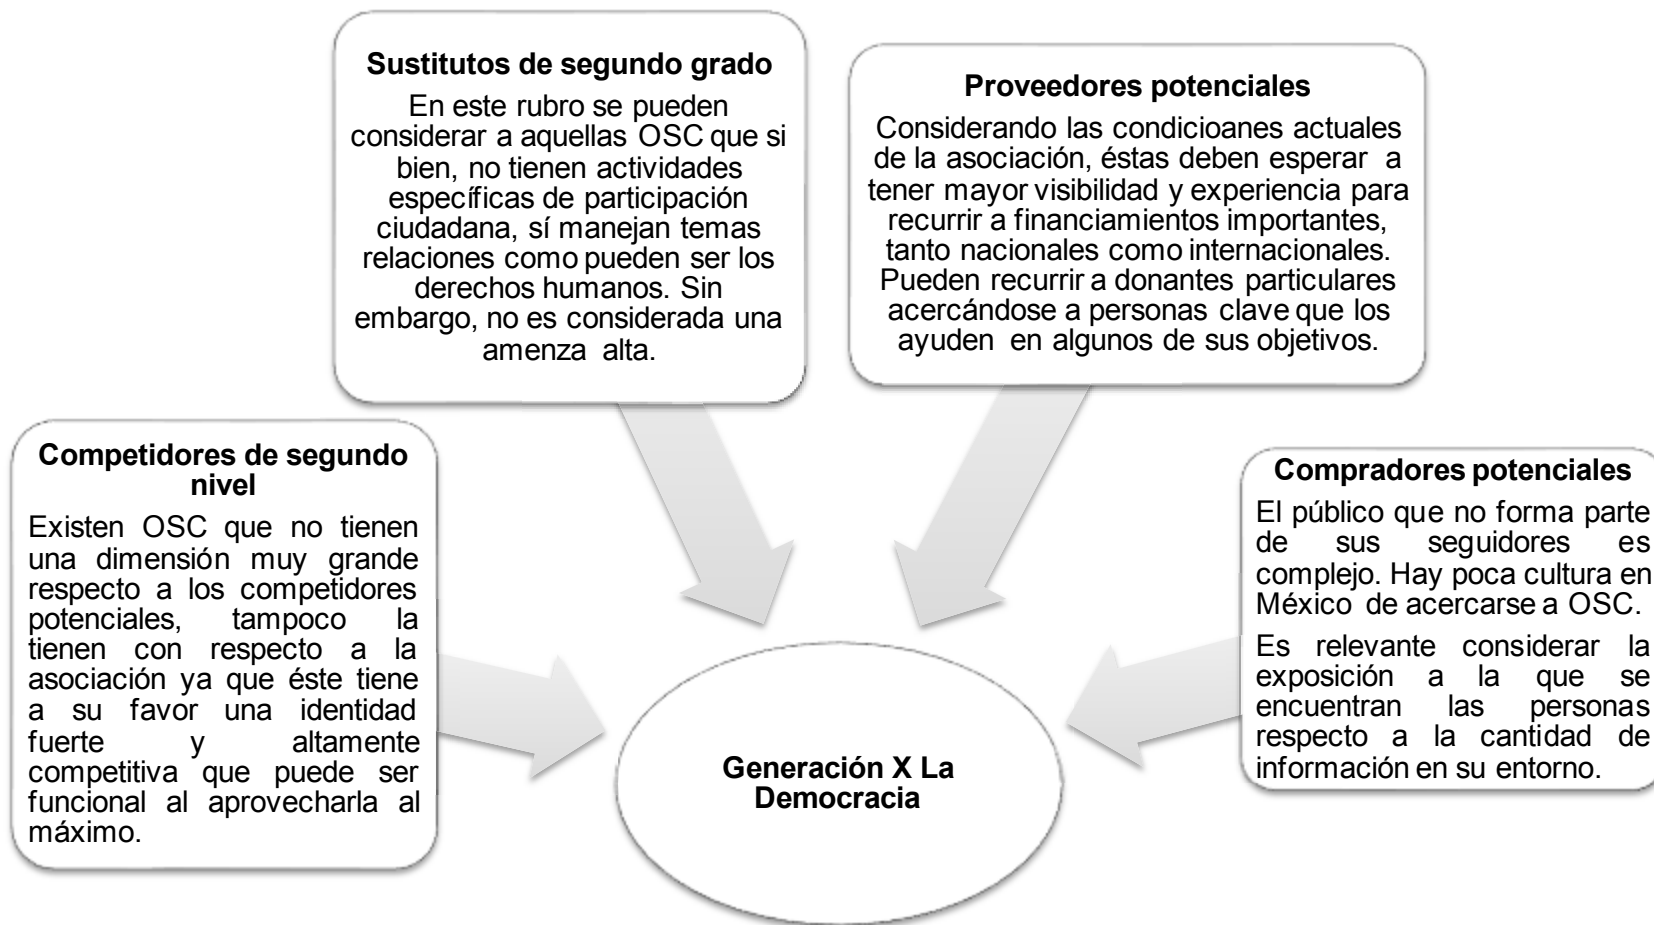 Sustitutos de segundo grado
En este rubro se pueden
considerar a aquellas OSC que si
bien, no tienen actividades
específicas de participación
ciudadana, sí manejan temas
relaciones como pueden ser los
derechos humanos. Sin
embargo, no es considerada una
amenza alta.
Proveedores potenciales
Considerando las condicioanes actuales
de la asociación, éstas deben esperar a
tener mayor visibilidad y experiencia para
recurrir a financiamientos importantes,
tanto nacionales como internacionales.
Pueden recurrir a donantes particulares
acercándose a personas clave que los
ayuden en algunos de sus objetivos.
Competidores de segundo
nivel
Existen OSC que no tienen
una dimensión muy grande
respecto a los competidores
potenciales, tampoco la
tienen con respecto a la
asociación ya que éste tiene
a su favor una identidad
fuerte y altamente
competitiva que puede ser
funcional al aprovecharla al
máximo.
Compradores potenciales
El público que no forma parte
de sus seguidores es
complejo. Hay poca cultura en
México de acercarse a OSC.
Es relevante considerar la
exposición a la que se
encuentran las personas
respecto a la cantidad de
información en su entorno.
Generación X La
Democracia